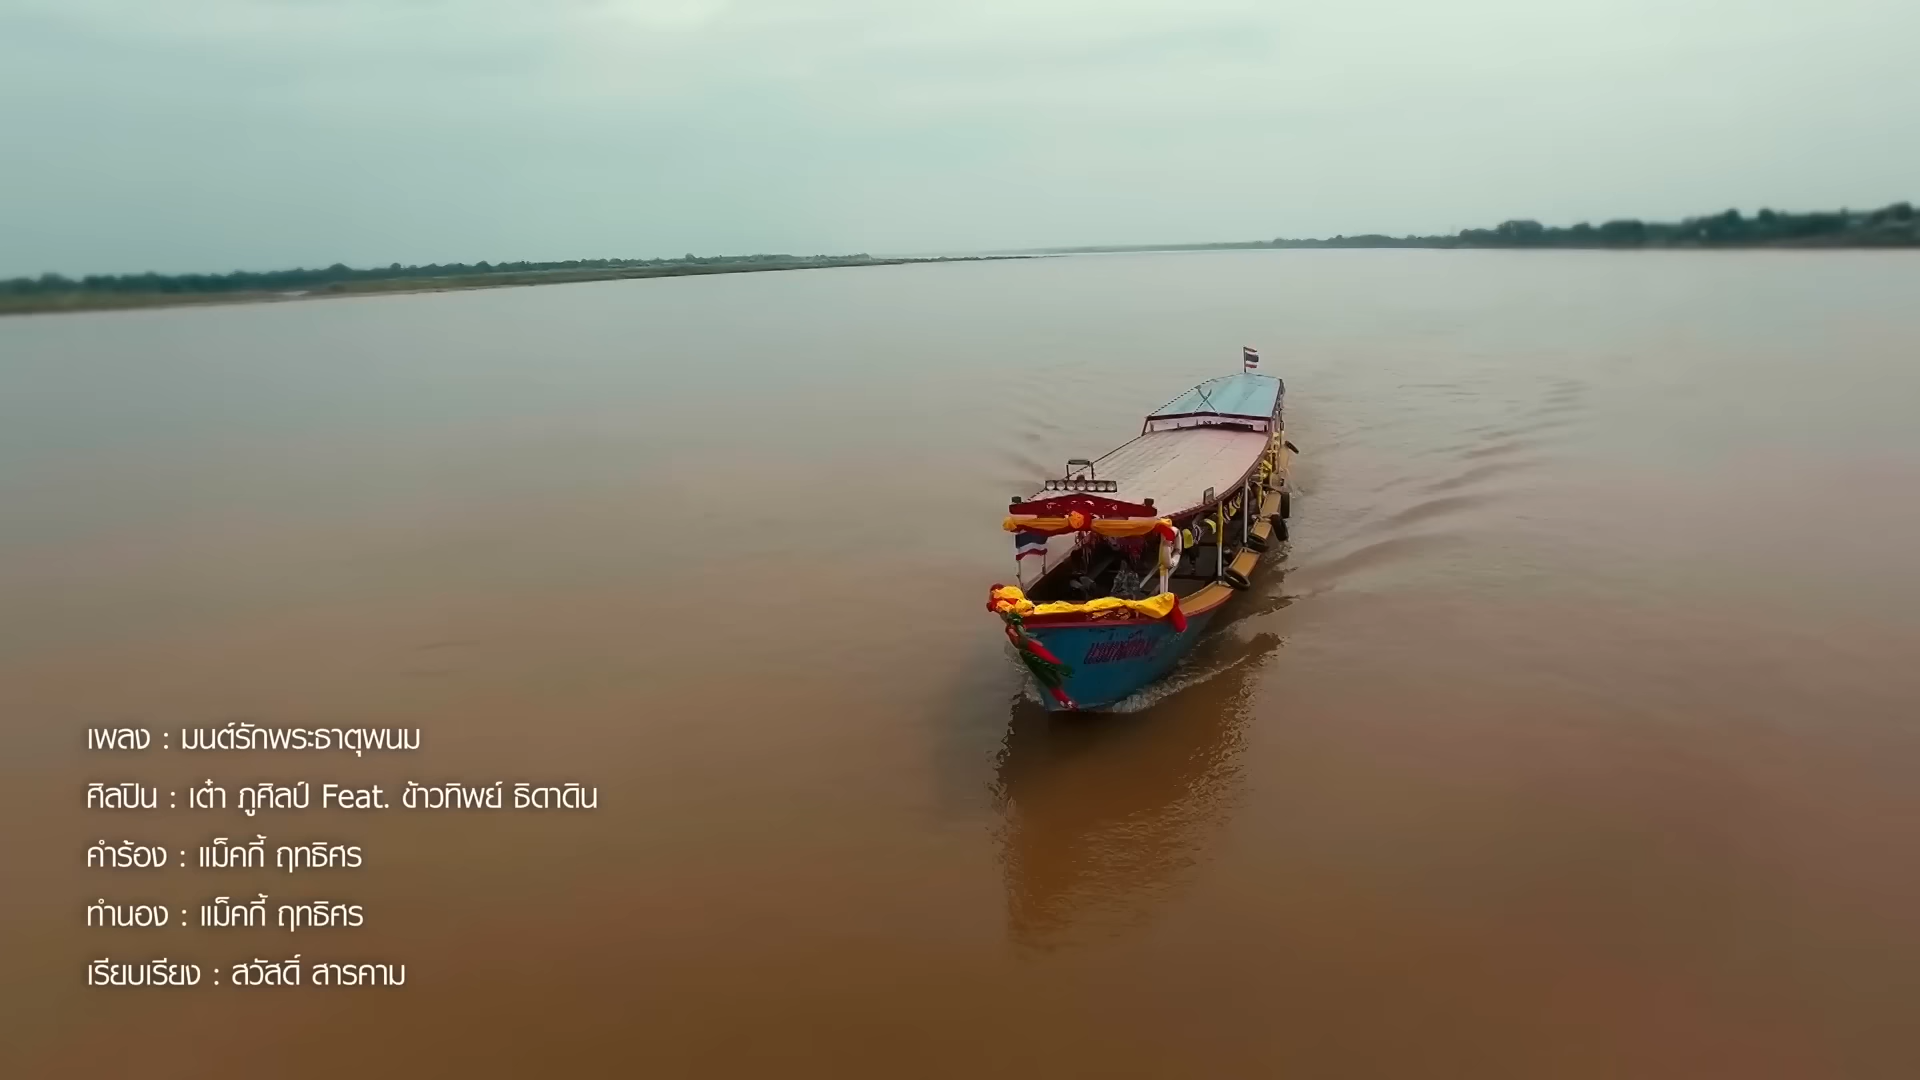 เพลง : มนต์รักพระธาตุพนม
ศิลปิน : เต๋า ภูศิลป์ Feat. ข้าวทิพย์ ธิดาดิน
คำร้อง : แม็คกี้ ฤทธิศร
ทำนอง : แม็คกี้ ฤทธิศร
เรียบเรียง : สวัสดิ์ สารคาม